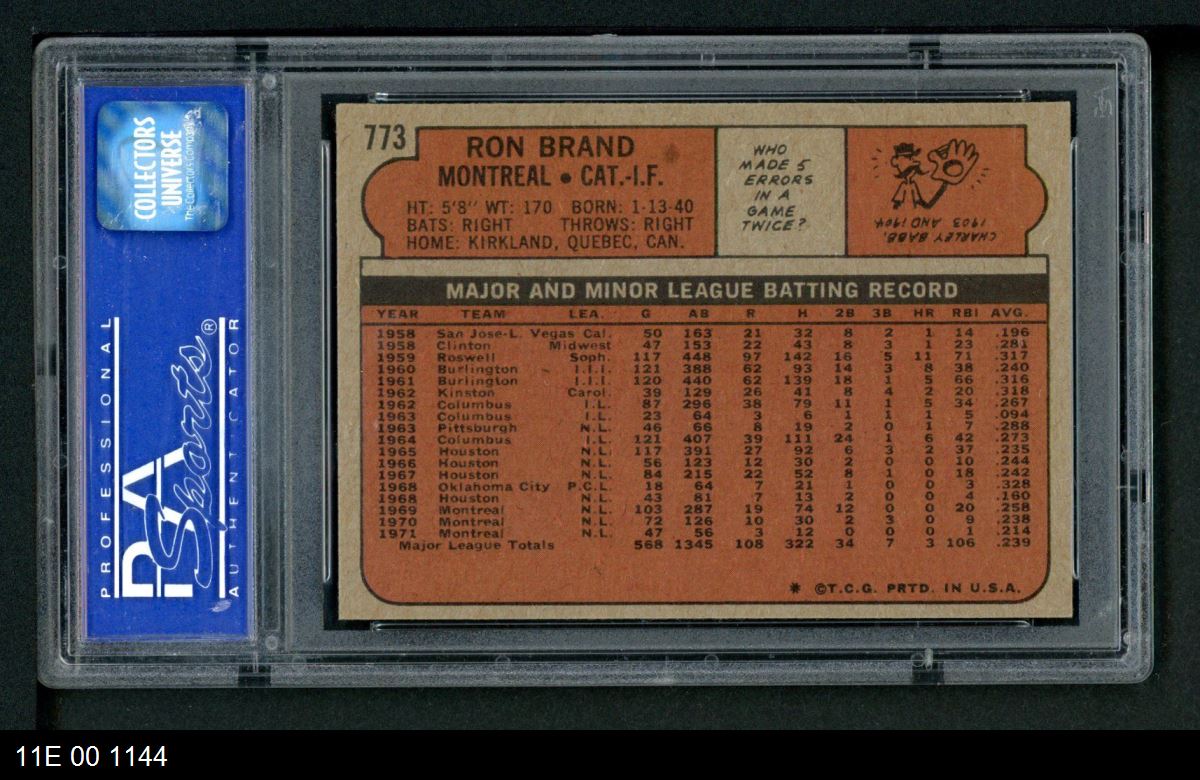 COLLECTORS
UNIVERSE
The Collectors Company
PROFESSIONAL
PSA
Sports®
AUTHENTICATOR
773
RON BRAND
MONTREAL • CAT.-I.F.
HT: 5'8" WT: 170 BORN: 1-13-40
BATS: RIGHT THROWS: RIGHT
HOME: KIRKLAND, QUEBEC, CAN.
WHO
MADE 5
ERRORS
IN A
GAME
TWICE?
CHARLEY BABB,
1903 AND 1904
MAJOR AND MINOR LEAGUE BATTING RECORD
YEAR TEAM LEA. G AB R H 2B 3B HR RBI AVG.
1958 San Jose-L. Vegas Cal. 50 163 21 32 8 2 1 14 .196
1958 Clinton Midwest 47 153 22 43 8 3 1 23 .281
1959 Roswell Soph. 117 448 97 142 16 5 11 71 .317
1960 Burlington I.I.I. 121 388 62 93 14 3 8 38 .240
1961 Burlington I.I.I. 120 440 62 139 18 1 5 66 .316
1962 Kinston Carol. 39 129 26 41 8 4 2 20 .318
1962 Columbus I.L. 87 296 38 79 11 1 5 34 .267
1963 Columbus I.L. 23 64 3 6 1 1 1 5 .094
1963 Pittsburgh N.L. 46 66 8 19 2 0 1 7 .288
1964 Columbus I.L. 121 407 39 111 24 1 6 42 .273
1965 Houston N.L. 117 391 27 92 6 3 2 37 .235
1966 Houston N.L. 56 123 12 30 2 0 0 10 .244
1967 Houston N.L. 84 215 22 52 8 1 0 18 .242
1968 Oklahoma City P.C.L. 18 64 7 21 1 0 0 3 .328
1968 Houston N.L. 43 81 7 13 2 0 0 4 .160
1969 Montreal N.L. 103 287 19 74 12 0 0 20 .258
1970 Montreal N.L. 72 126 10 30 2 3 0 9 .238
1971 Montreal N.L. 47 56 3 12 0 0 0 1 .214
Major League Totals 568 1345 108 322 34 7 3 106 .239
* ©T.C.G. PRTD. IN U.S.A.
11E 00 1144